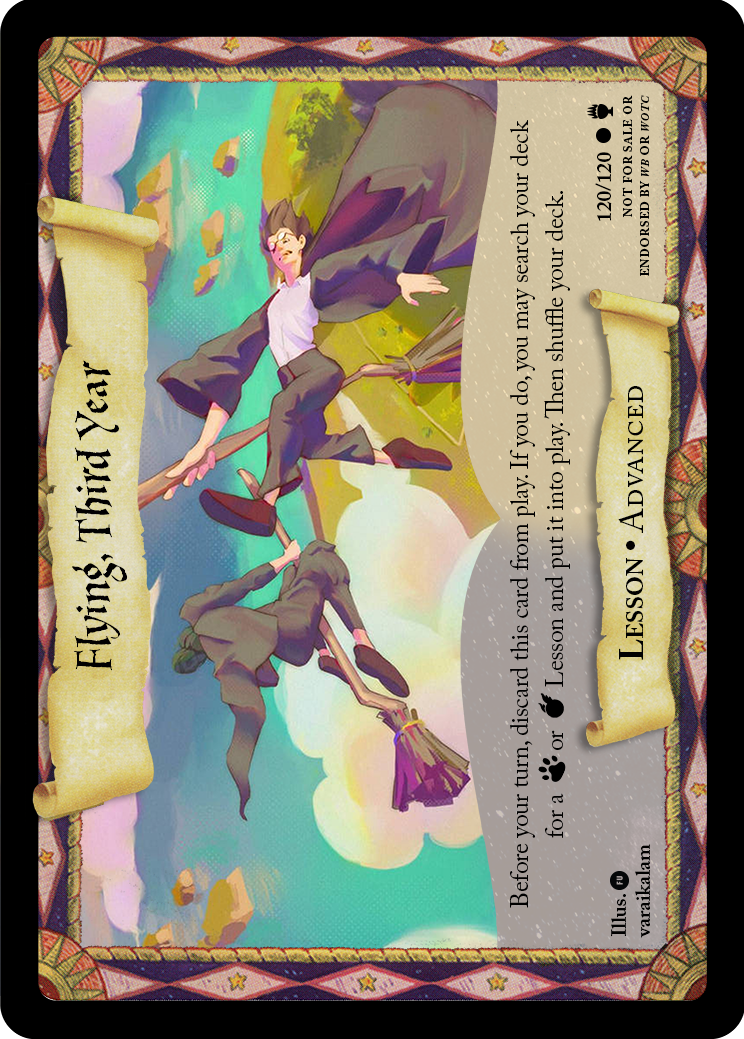 Flying, Third Year
Before your turn, discard this card from play. If you do, you may search your deck
for a or Lesson and put it into play. Then shuffle your deck.
Lesson • Advanced
Illus. FU
varaikalam
120/120
NOT FOR SALE OR
ENDORSED BY WB OR WOTC